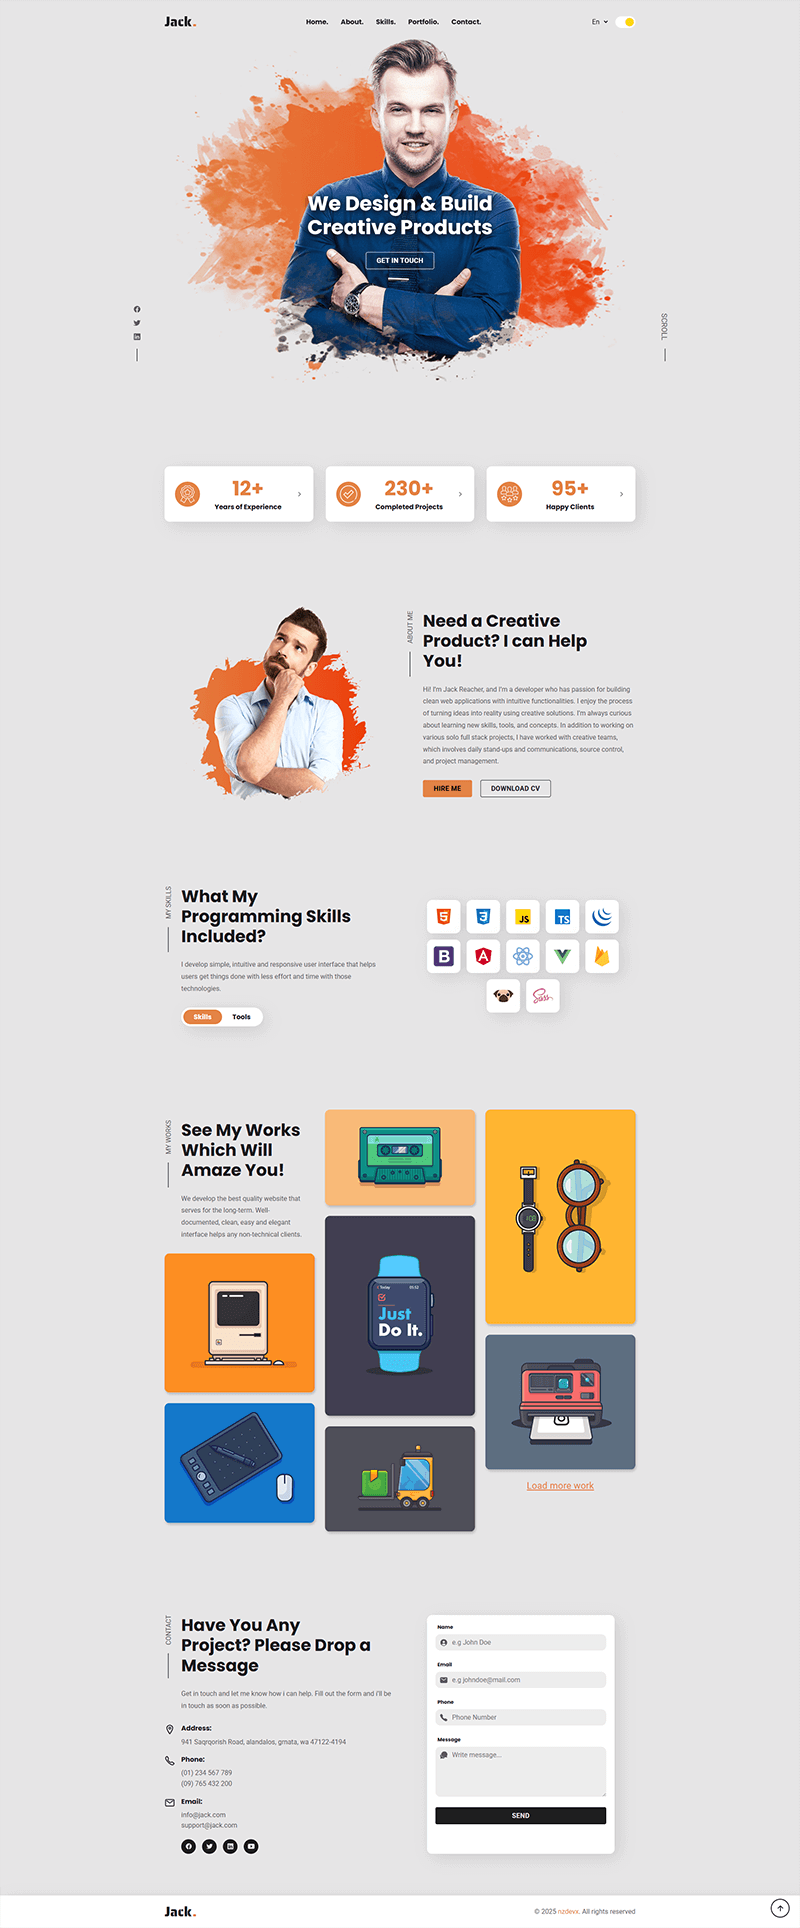 Jack.
Home. About. Skills. Portfolio. Contact.
En
We Design & Build
Creative Products
GET IN TOUCH
SCROLL
12+
Years of Experience
230+
Completed Projects
95+
Happy Clients
ABOUT ME
Need a Creative
Product? I can Help
You!
Hi! I'm Jack Reacher, and I'm a developer who has passion for building
clean web applications with intuitive functionalities. I enjoy the process
of turning ideas into reality using creative solutions. I'm always curious
about learning new skills, tools, and concepts. In addition to working on
various solo full stack projects, I have worked with creative teams,
which involves daily stand-ups and communications, source control,
and project management.
HIRE ME
DOWNLOAD CV
MY SKILLS
What My
Programming Skills
Included?
I develop simple, intuitive and responsive user interface that helps
users get things done with less effort and time with those
technologies.
Skills
Tools
5
3
JS
TS
B
A
Sass
MY WORKS
See My Works
Which Will
Amaze You!
We develop the best quality website that
serves for the long-term. Well-
documented, clean, easy and elegant
interface helps any non-technical clients.
Just
Do It.
Load more work
CONTACT
Have You Any
Project? Please Drop a
Message
Get in touch and let me know how i can help. Fill out the form and i'll be
in touch as soon as possible.
Address:
941 Saqrqorish Road, alandalos, grnata, wa 47122-4194
Phone:
(01) 234 567 789
(09) 765 432 200
Email:
info@jack.com
support@jack.com
Name
e.g John Doe
Email
e.g johndoe@mail.com
Phone
Phone Number
Message
Write message...
SEND
Jack.
© 2025 nzdevx. All rights reserved